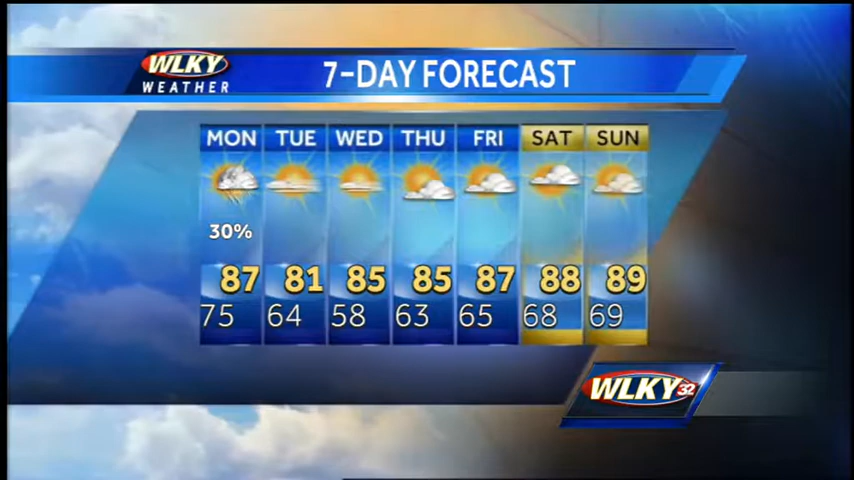 WLKY
WEATHER
7-DAY FORECAST
MON TUE WED THU FRI SAT SUN
30%
87 81 85 85 87 88 89
75 64 58 63 65 68 69
WLKY 32